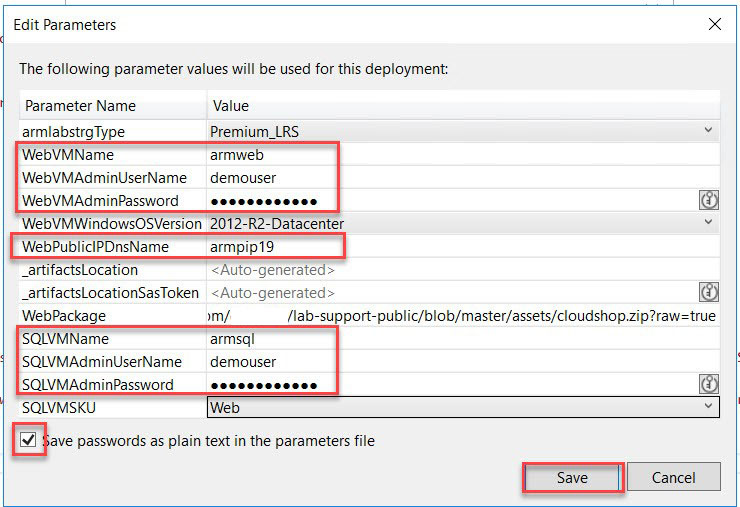 Edit Parameters
The following parameter values will be used for this deployment:
Parameter Name Value
armlabstrgType Premium_LRS
WebVMName armweb
WebVMAdminUserName demouser
WebVMAdminPassword ●●●●●●●●●●●●
WebVMWindowsOSVersion 2012-R2-Datacenter
WebPublicIPDnsName armpip19
_artifactsLocation <Auto-generated>
_artifactsLocationSasToken <Auto-generated>
WebPackage om/ /lab-support-public/blob/master/assets/cloudshop.zip?raw=true
SQLVMName armsql
SQLVMAdminUserName demouser
SQLVMAdminPassword ●●●●●●●●●●●●
SQLVMSKU Web
Save passwords as plain text in the parameters file
Save Cancel